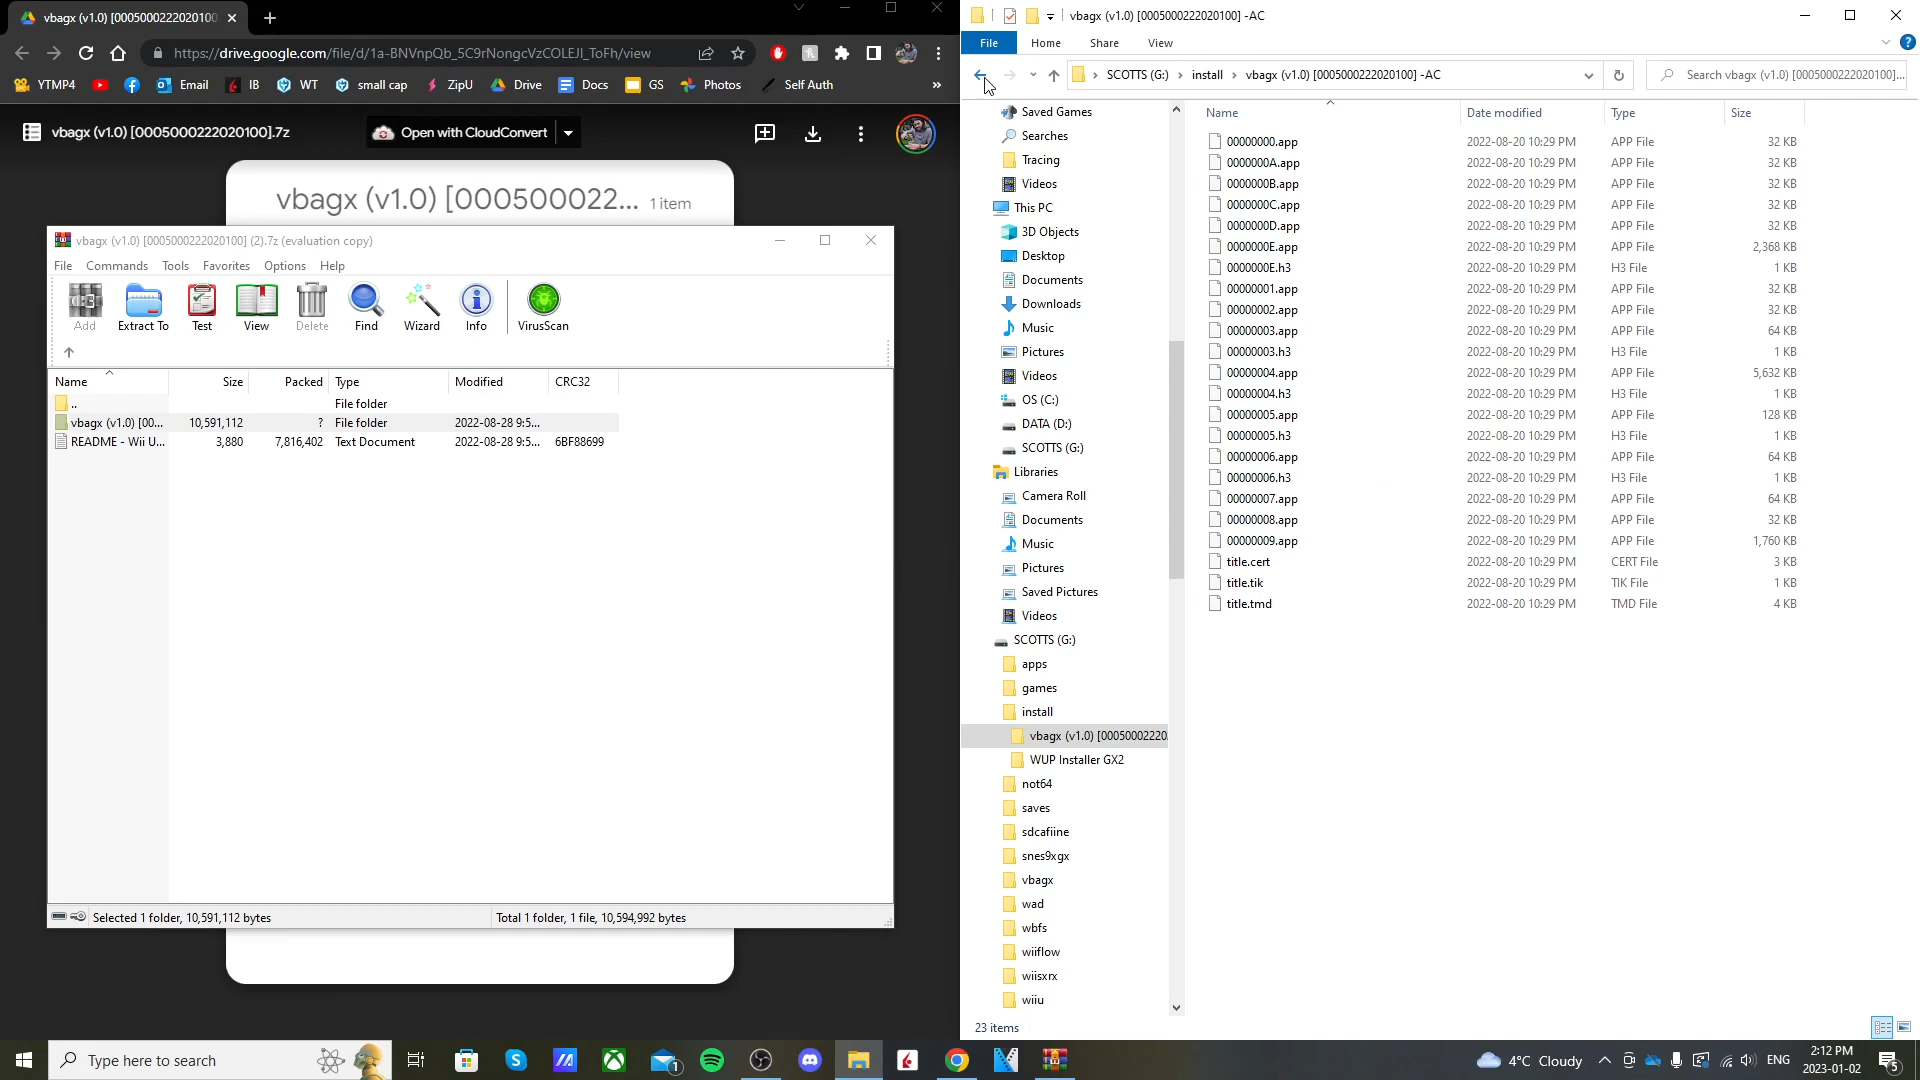 vbagx (v1.0) [0005000222020100
https://drive.google.com/file/d/1a-BNVnpQb_5C9rNongcVzCOLEJI_ToFh/view
YTMP4
IB
WT
small cap
ZipU
Drive
Docs
GS
Photos
Self Auth
»
vbagx (v1.0) [0005000222020100].7z
Open with CloudConvert
vbagx (v1.0) [000500022... 1 item
vbagx (v1.0) [0005000222020100] (2).7z (evaluation copy)
File Commands Tools Favorites Options Help
Add
Extract To
Test
View
Delete
Find
Wizard
Info
VirusScan
Name Size Packed Type Modified CRC32
.. File folder
vbagx (v1.0) [00... 10,591,112 ? File folder 2022-08-28 9:5...
README - Wii U... 3,880 7,816,402 Text Document 2022-08-28 9:5... 6BF88699
Selected 1 folder, 10,591,112 bytes
Total 1 folder, 1 file, 10,594,992 bytes
vbagx (v1.0) [0005000222020100] -AC
File Home Share View
SCOTTS (G:) › install › vbagx (v1.0) [0005000222020100] -AC
Search vbagx (v1.0) [0005000222020100]...
Saved Games
Searches
Tracing
Videos
This PC
3D Objects
Desktop
Documents
Downloads
Music
Pictures
Videos
OS (C:)
DATA (D:)
SCOTTS (G:)
Libraries
Camera Roll
Documents
Music
Pictures
Saved Pictures
Videos
SCOTTS (G:)
apps
games
install
vbagx (v1.0) [00050002220
WUP Installer GX2
not64
saves
sdcafiine
snes9xgx
vbagx
wad
wbfs
wiiflow
wiisxrx
wiiu
Name Date modified Type Size
00000000.app 2022-08-20 10:29 PM APP File 32 KB
0000000A.app 2022-08-20 10:29 PM APP File 32 KB
0000000B.app 2022-08-20 10:29 PM APP File 32 KB
0000000C.app 2022-08-20 10:29 PM APP File 32 KB
0000000D.app 2022-08-20 10:29 PM APP File 32 KB
0000000E.app 2022-08-20 10:29 PM APP File 2,368 KB
0000000E.h3 2022-08-20 10:29 PM H3 File 1 KB
00000001.app 2022-08-20 10:29 PM APP File 32 KB
00000002.app 2022-08-20 10:29 PM APP File 32 KB
00000003.app 2022-08-20 10:29 PM APP File 64 KB
00000003.h3 2022-08-20 10:29 PM H3 File 1 KB
00000004.app 2022-08-20 10:29 PM APP File 5,632 KB
00000004.h3 2022-08-20 10:29 PM H3 File 1 KB
00000005.app 2022-08-20 10:29 PM APP File 128 KB
00000005.h3 2022-08-20 10:29 PM H3 File 1 KB
00000006.app 2022-08-20 10:29 PM APP File 64 KB
00000006.h3 2022-08-20 10:29 PM H3 File 1 KB
00000007.app 2022-08-20 10:29 PM APP File 64 KB
00000008.app 2022-08-20 10:29 PM APP File 32 KB
00000009.app 2022-08-20 10:29 PM APP File 1,760 KB
title.cert 2022-08-20 10:29 PM CERT File 3 KB
title.tik 2022-08-20 10:29 PM TIK File 1 KB
title.tmd 2022-08-20 10:29 PM TMD File 4 KB
23 items
Type here to search
1
4°C Cloudy
ENG
2:12 PM
2023-01-02
5